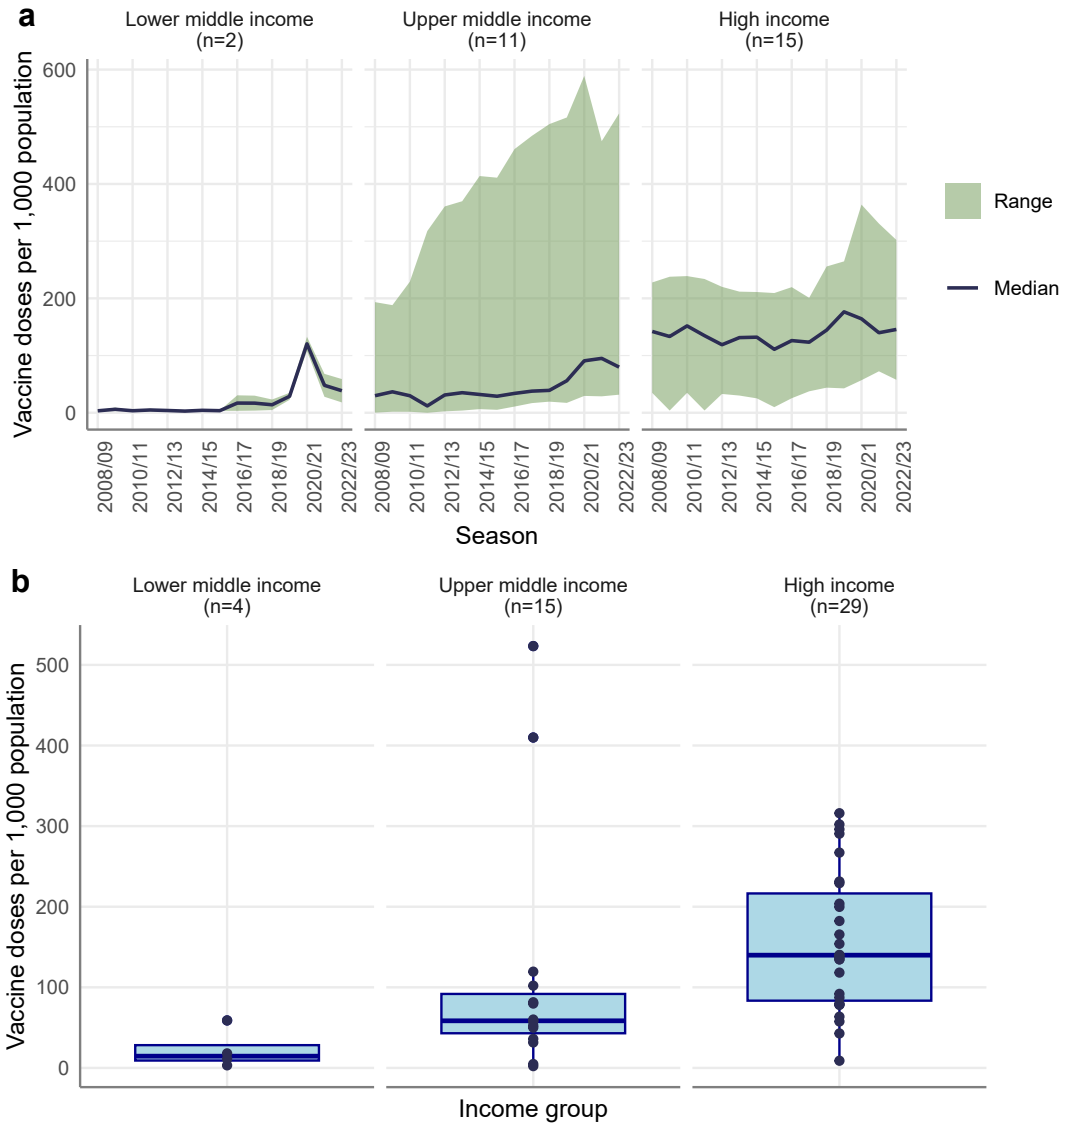 a
Lower middle income
(n=2)
Upper middle income
(n=11)
High income
(n=15)
Vaccine doses per 1,000 population
600
400
200
0
2008/09
2010/11
2012/13
2014/15
2016/17
2018/19
2020/21
2022/23
2008/09
2010/11
2012/13
2014/15
2016/17
2018/19
2020/21
2022/23
2008/09
2010/11
2012/13
2014/15
2016/17
2018/19
2020/21
2022/23
Season
Range
Median
b
Lower middle income
(n=4)
Upper middle income
(n=15)
High income
(n=29)
Vaccine doses per 1,000 population
500
400
300
200
100
0
Income group